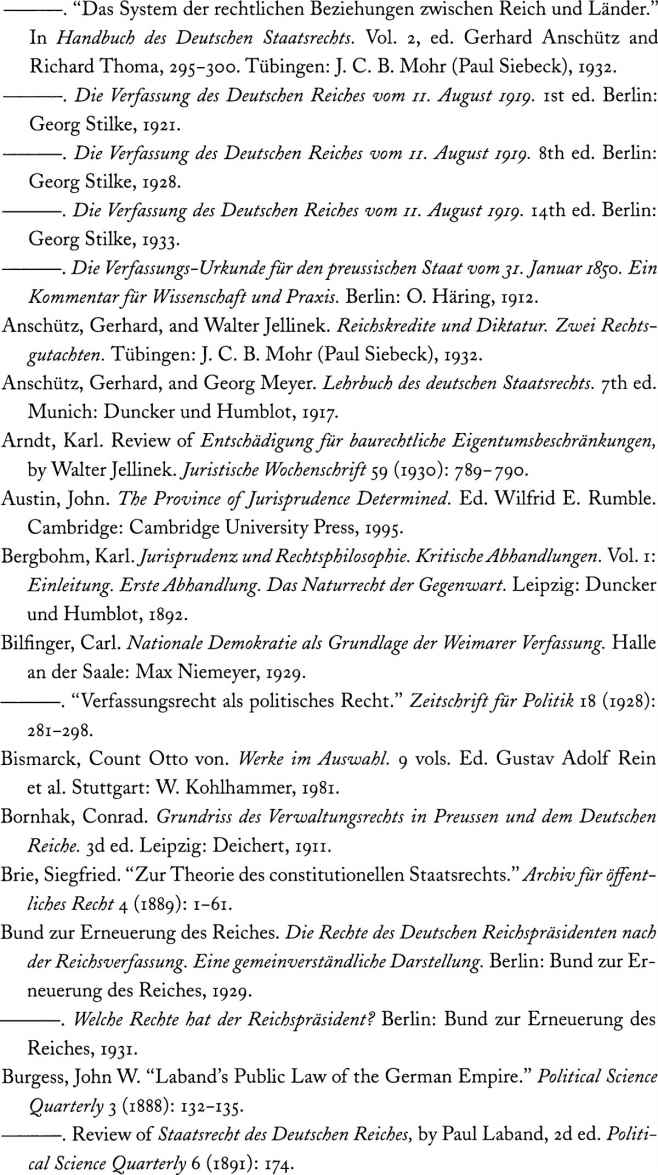 ———. “Das System der rechtlichen Beziehungen zwischen Reich und Länder.”
In Handbuch des Deutschen Staatsrechts. Vol. 2, ed. Gerhard Anschütz and
Richard Thoma, 295–300. Tübingen: J. C. B. Mohr (Paul Siebeck), 1932.
———. Die Verfassung des Deutschen Reiches vom 11. August 1919. 1st ed. Berlin:
Georg Stilke, 1921.
———. Die Verfassung des Deutschen Reiches vom 11. August 1919. 8th ed. Berlin:
Georg Stilke, 1928.
———. Die Verfassung des Deutschen Reiches vom 11. August 1919. 14th ed. Berlin:
Georg Stilke, 1933.
———. Die Verfassungs-Urkunde für den preussischen Staat vom 31. Januar 1850. Ein
Kommentar für Wissenschaft und Praxis. Berlin: O. Häring, 1912.
Anschütz, Gerhard, and Walter Jellinek. Reichskredite und Diktatur. Zwei Rechts-
gutachten. Tübingen: J. C. B. Mohr (Paul Siebeck), 1932.
Anschütz, Gerhard, and Georg Meyer. Lehrbuch des deutschen Staatsrechts. 7th ed.
Munich: Duncker und Humblot, 1917.
Arndt, Karl. Review of Entschädigung für baurechtliche Eigentumsbeschränkungen,
by Walter Jellinek. Juristische Wochenschrift 59 (1930): 789–790.
Austin, John. The Province of Jurisprudence Determined. Ed. Wilfrid E. Rumble.
Cambridge: Cambridge University Press, 1995.
Bergbohm, Karl. Jurisprudenz und Rechtsphilosophie. Kritische Abhandlungen. Vol. 1:
Einleitung. Erste Abhandlung. Das Naturrecht der Gegenwart. Leipzig: Duncker
und Humblot, 1892.
Bilfinger, Carl. Nationale Demokratie als Grundlage der Weimarer Verfassung. Halle
an der Saale: Max Niemeyer, 1929.
———. “Verfassungsrecht als politisches Recht.” Zeitschrift für Politik 18 (1928):
281–298.
Bismarck, Count Otto von. Werke im Auswahl. 9 vols. Ed. Gustav Adolf Rein
et al. Stuttgart: W. Kohlhammer, 1981.
Bornhak, Conrad. Grundriss des Verwaltungsrechts in Preussen und dem Deutschen
Reiche. 3d ed. Leipzig: Deichert, 1911.
Brie, Siegfried. “Zur Theorie des constitutionellen Staatsrechts.” Archiv für öffent-
liches Recht 4 (1889): 1–61.
Bund zur Erneuerung des Reiches. Die Rechte des Deutschen Reichspräsidenten nach
der Reichsverfassung. Eine gemeinverständliche Darstellung. Berlin: Bund zur Er-
neuerung des Reiches, 1929.
———. Welche Rechte hat der Reichspräsident? Berlin: Bund zur Erneuerung des
Reiches, 1931.
Burgess, John W. “Laband’s Public Law of the German Empire.” Political Science
Quarterly 3 (1888): 132–135.
———. Review of Staatsrecht des Deutschen Reiches, by Paul Laband, 2d ed. Politi-
cal Science Quarterly 6 (1891): 174.